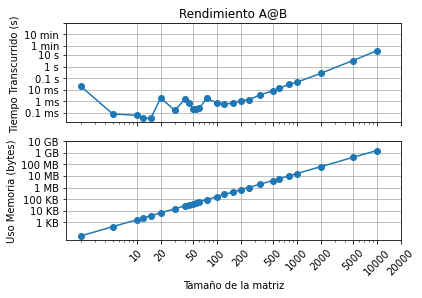 Rendimiento A@B
Tiempo Transcurrido (s)
10 min
1 min
10 s
1 s
0.1 s
10 ms
1 ms
0.1 ms
Uso Memoria (bytes)
10 GB
1 GB
100 MB
10 MB
1 MB
100 KB
10 KB
1 KB
10 20 50 100 200 500 1000 2000 5000 10000 20000
Tamaño de la matriz